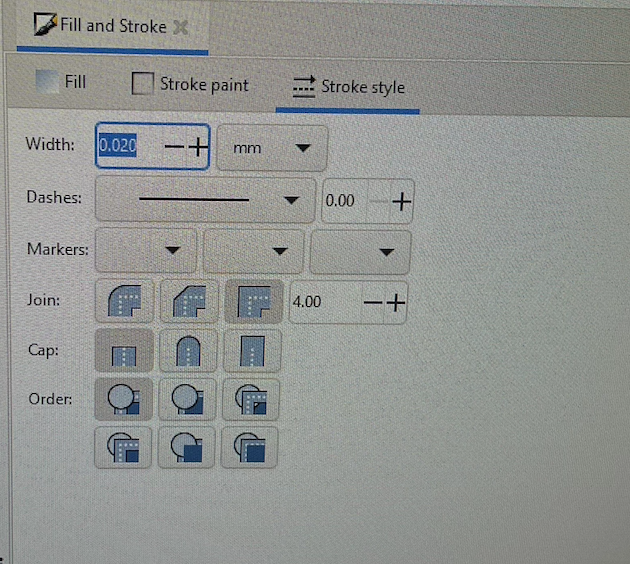 Fill and Stroke
Fill Stroke paint Stroke style
Width: 0.020 mm
Dashes: 0.00
Markers:
Join: 4.00
Cap:
Order: